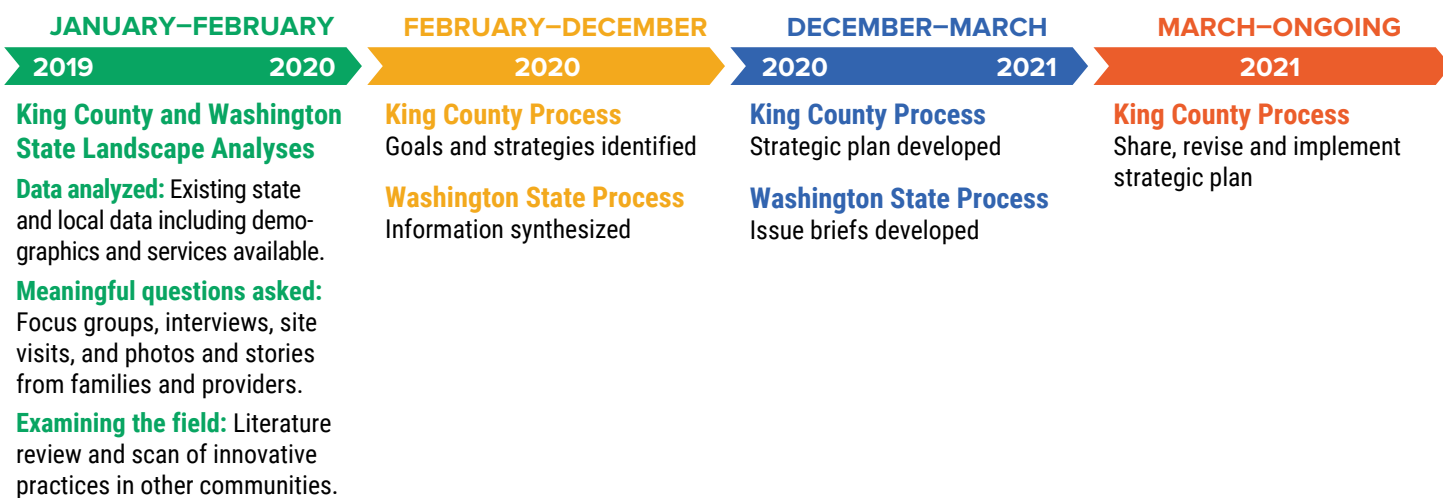 JANUARY–FEBRUARY
2019 2020
King County and Washington
State Landscape Analyses
Data analyzed: Existing state
and local data including demo-
graphics and services available.
Meaningful questions asked:
Focus groups, interviews, site
visits, and photos and stories
from families and providers.
Examining the field: Literature
review and scan of innovative
practices in other communities.
FEBRUARY–DECEMBER
2020
King County Process
Goals and strategies identified
Washington State Process
Information synthesized
DECEMBER–MARCH
2020 2021
King County Process
Strategic plan developed
Washington State Process
Issue briefs developed
MARCH–ONGOING
2021
King County Process
Share, revise and implement
strategic plan